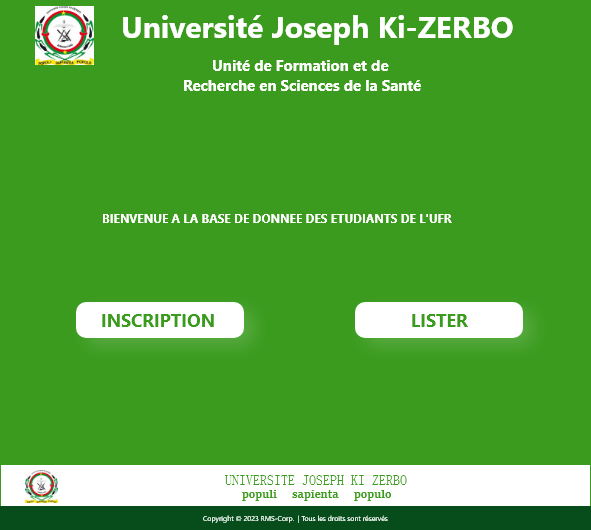 Université Joseph Ki-ZERBO
Unité de Formation et de
Recherche en Sciences de la Santé
BIENVENUE A LA BASE DE DONNEE DES ETUDIANTS DE L'UFR
INSCRIPTION
LISTER
UNIVERSITE JOSEPH KI ZERBO
populi sapienta populo
Copyright © 2023 RMS-Corp. | Tous les droits sont réservés